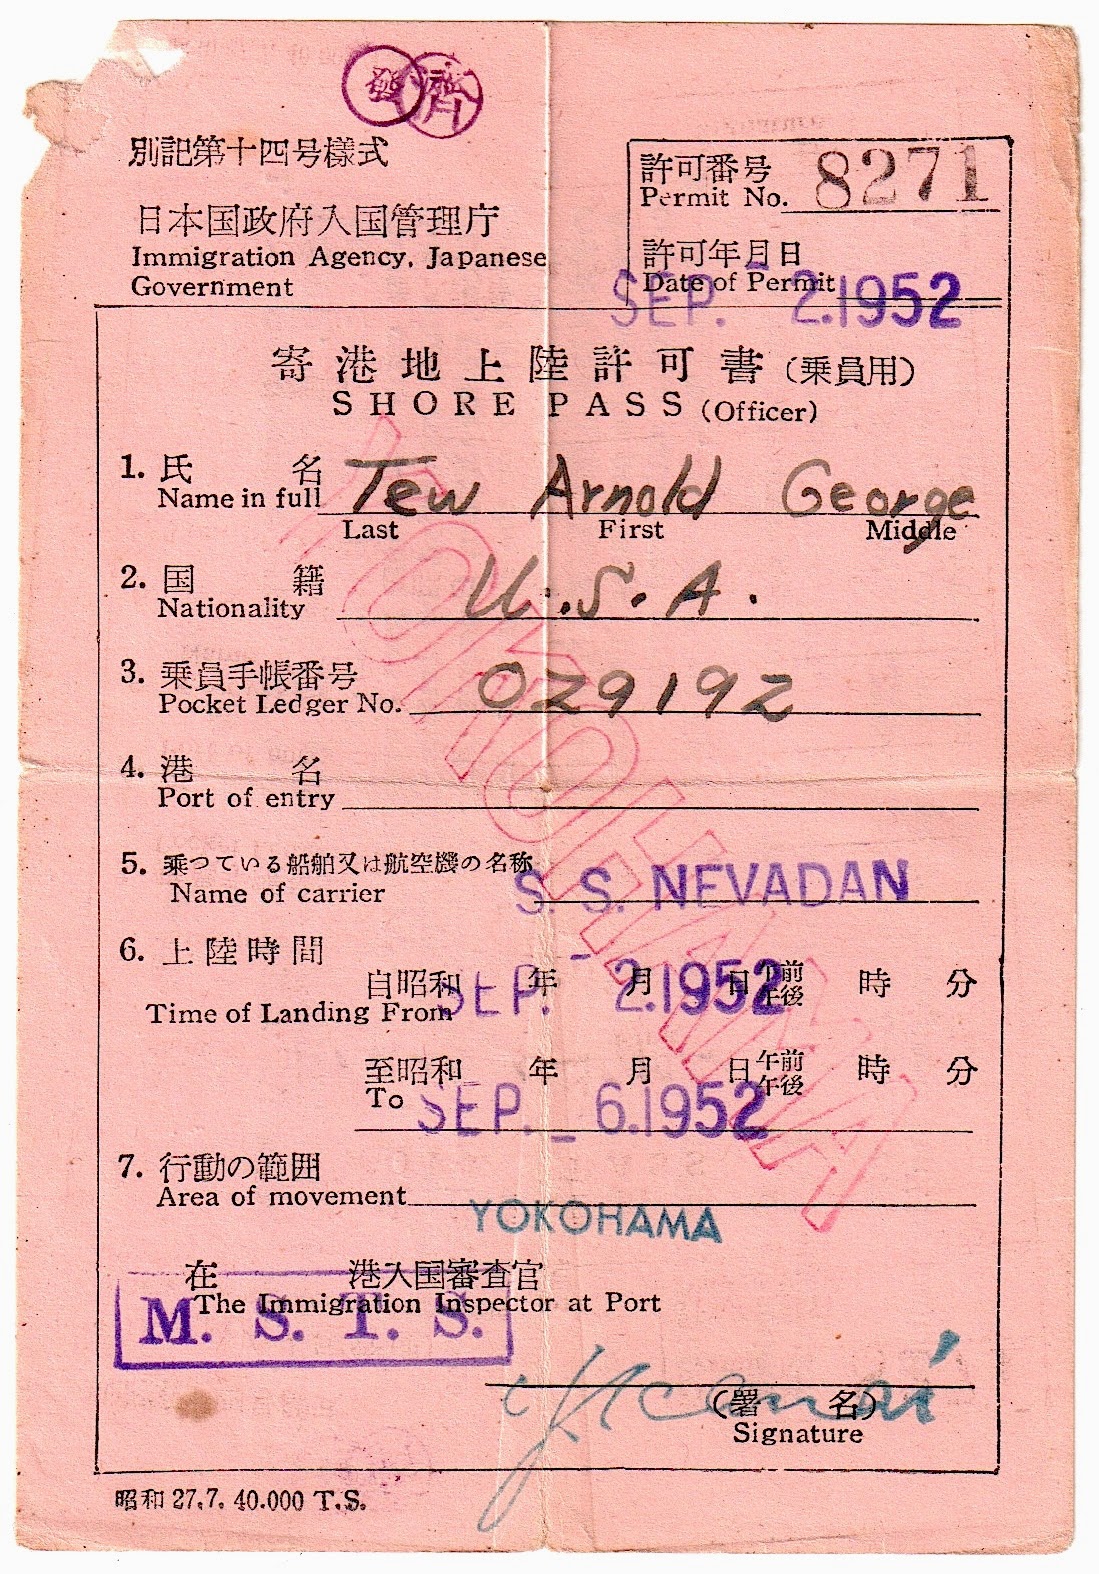 發 濟
別記第十四号様式
許可番号
Permit No. 8271
日本国政府入国管理庁
Immigration Agency, Japanese
Government
許可年月日
Date of Permit
SEP. -2.1952
寄港地上陸許可書(乗員用)
SHORE PASS (Officer)
1. 氏 名
Name in full Tew Arnold George
Last First Middle
2. 国 籍
Nationality U.S.A.
3. 乗員手帳番号
Pocket Ledger No. 029192
4. 港 名
Port of entry
5. 乗つている船舶又は航空機の名称
Name of carrier S. S. NEVADAN
6. 上陸時間
自昭和 年 月 日 午前 午後 時 分
Time of Landing From SEP. -2.1952
至昭和 年 月 日 午前 午後 時 分
To SEP. -6.1952
7. 行動の範囲
Area of movement
YOKOHAMA
在 港入国審査官
The Immigration Inspector at Port
M. S. T. S.
(署 名)
Signature
昭和 27.7. 40.000 T.S.
YOKOHAMA